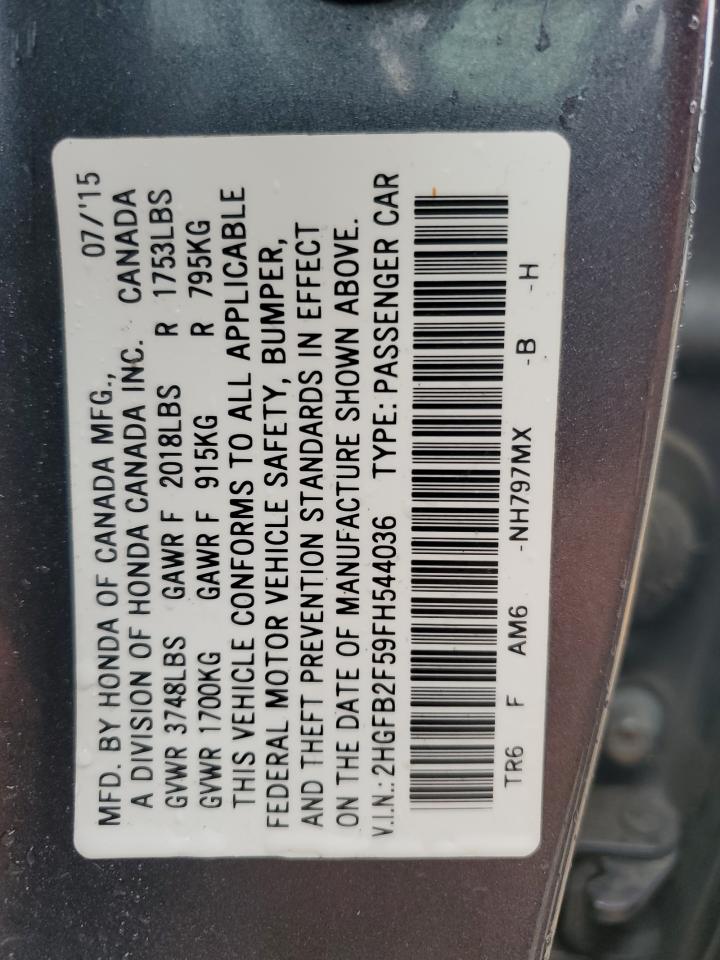 MFD. BY HONDA OF CANADA MFG., 07/'15
A DIVISION OF HONDA CANADA INC. CANADA
GVWR 3748LBS GAWR F 2018LBS R 1753LBS
GVWR 1700KG GAWR F 915KG R 795KG
THIS VEHICLE CONFORMS TO ALL APPLICABLE
FEDERAL MOTOR VEHICLE SAFETY, BUMPER,
AND THEFT PREVENTION STANDARDS IN EFFECT
ON THE DATE OF MANUFACTURE SHOWN ABOVE.
V.I.N.: 2HGFB2F59FH544036 TYPE: PASSENGER CAR
TR6 F AM6 -NH797MX -B -H